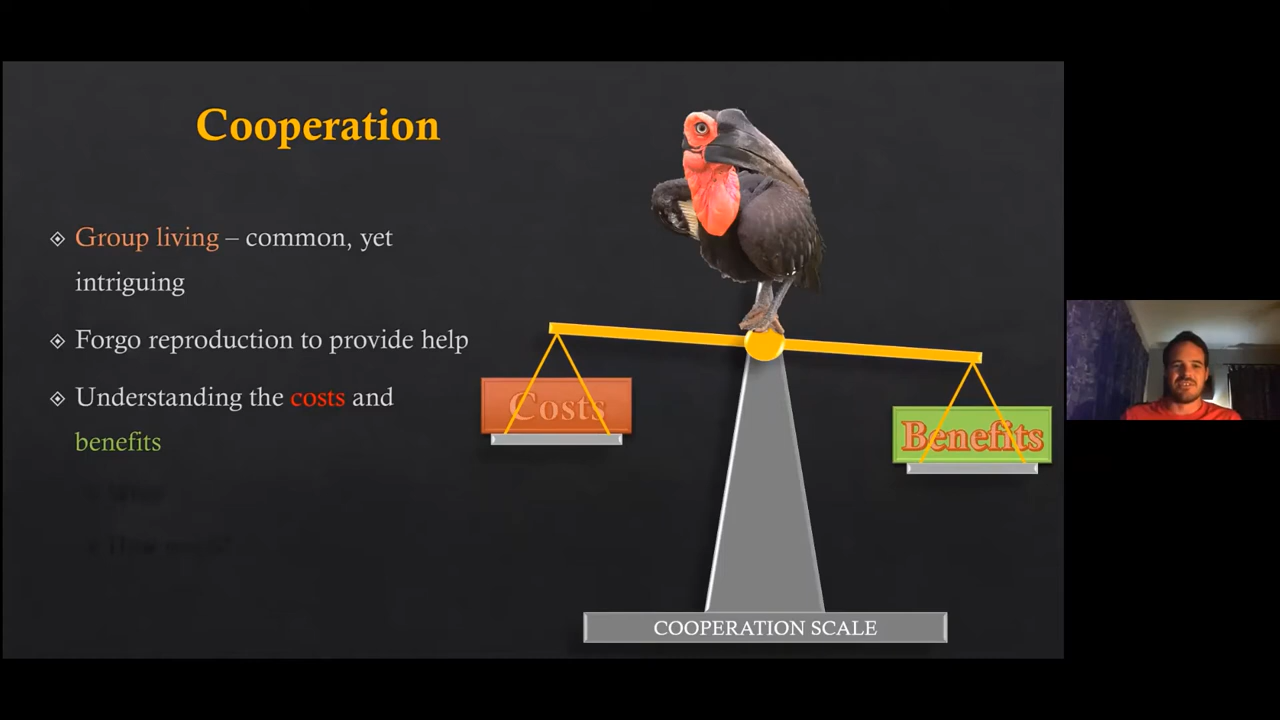 Cooperation
Group living – common, yet
intriguing
Forgo reproduction to provide help
Understanding the costs and
benefits
Costs
Benefits
COOPERATION SCALE